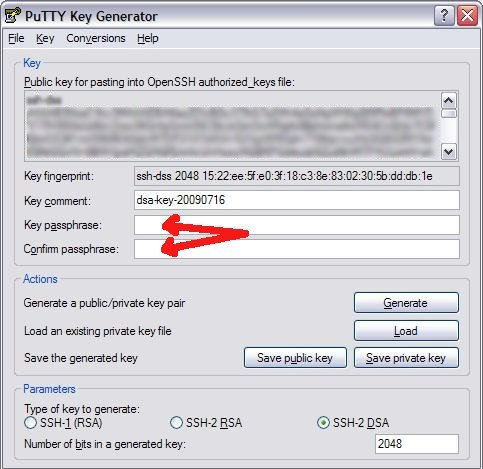 PuTTY Key Generator
File Key Conversions Help
Key
Public key for pasting into OpenSSH authorized_keys file:
ssh-dss
Key fingerprint: ssh-dss 2048 15:22:ee:5f:e0:3f:18:c3:8e:83:02:30:5b:dd:db:1e
Key comment: dsa-key-20090716
Key passphrase:
Confirm passphrase:
Actions
Generate a public/private key pair Generate
Load an existing private key file Load
Save the generated key Save public key Save private key
Parameters
Type of key to generate:
SSH-1 (RSA) SSH-2 RSA SSH-2 DSA
Number of bits in a generated key: 2048